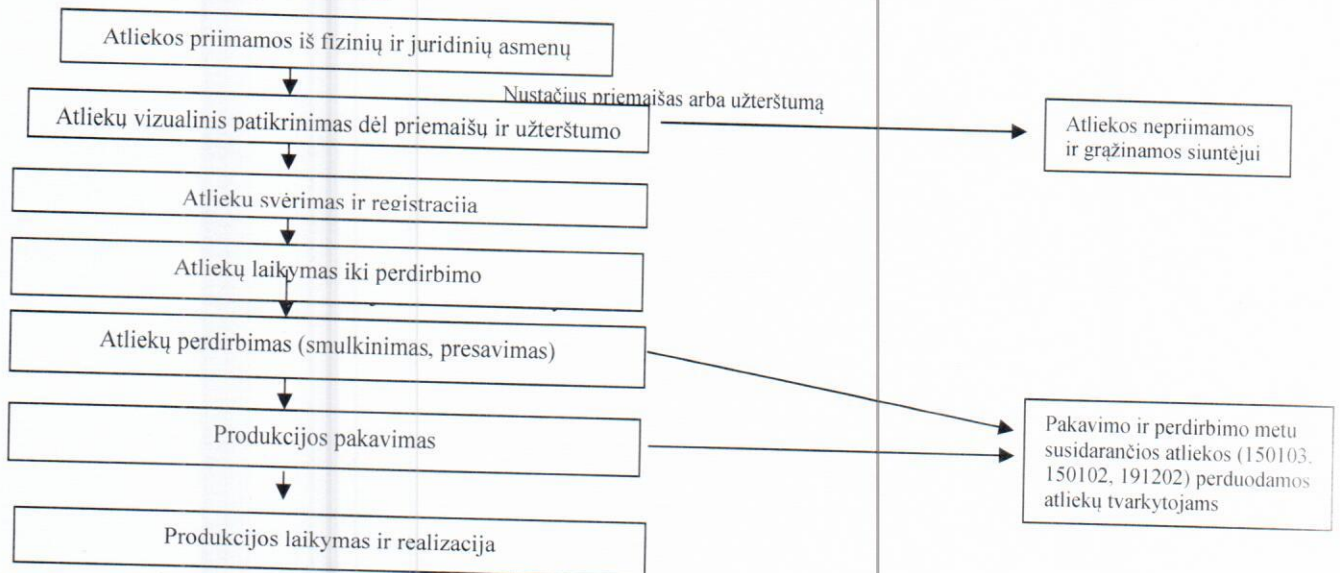 Atliekos priimamos iš fizinių ir juridinių asmenų
Nustačius priemaišas arba užterštumą
Atliekų vizualinis patikrinimas dėl priemaišų ir užterštumo
Atliekos nepriimamos
ir grąžinamos siuntėjui
Atliekų svėrimas ir registracija
Atliekų laikymas iki perdirbimo
Atliekų perdirbimas (smulkinimas, presavimas)
Produkcijos pakavimas
Pakavimo ir perdirbimo metu
susidarančios atliekos (150103,
150102, 191202) perduodamos
atliekų tvarkytojams
Produkcijos laikymas ir realizacija